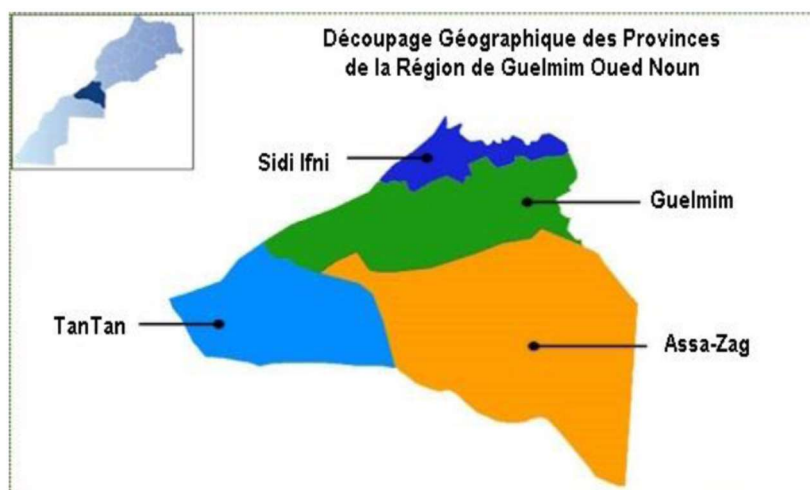 Découpage Géographique des Provinces
de la Région de Guelmim Oued Noun
Sidi Ifni
Guelmim
TanTan
Assa-Zag